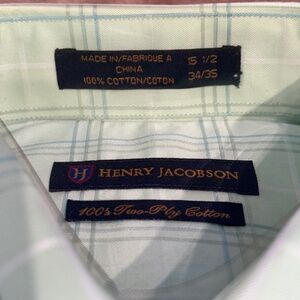 MADE IN/FABRIQUE A
CHINA
100% COTTON/COTON
15 1/2
34/35
H HENRY JACOBSON
100's Two-Ply Cotton